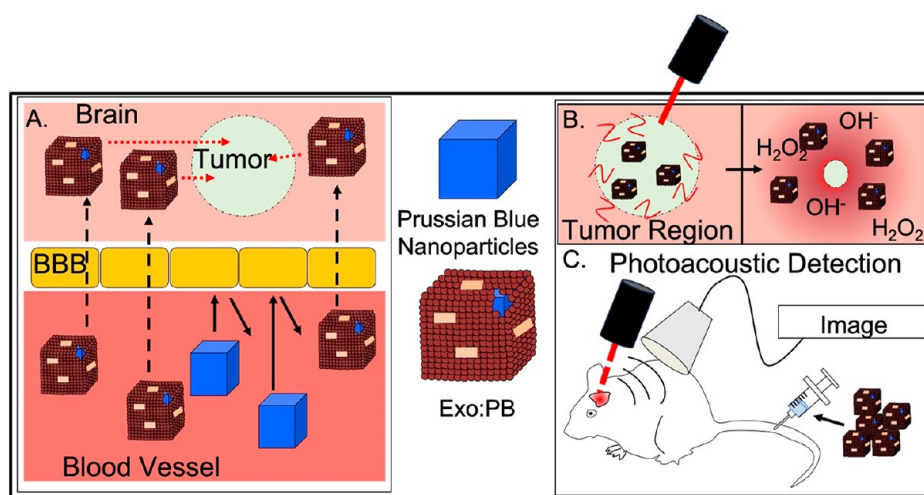 A.
Brain
Tumor
BBB
Blood Vessel
Prussian Blue
Nanoparticles
Exo:PB
B.
Tumor Region
OH⁻
H₂O₂
OH⁻
H₂O₂
C.
Photoacoustic Detection
Image